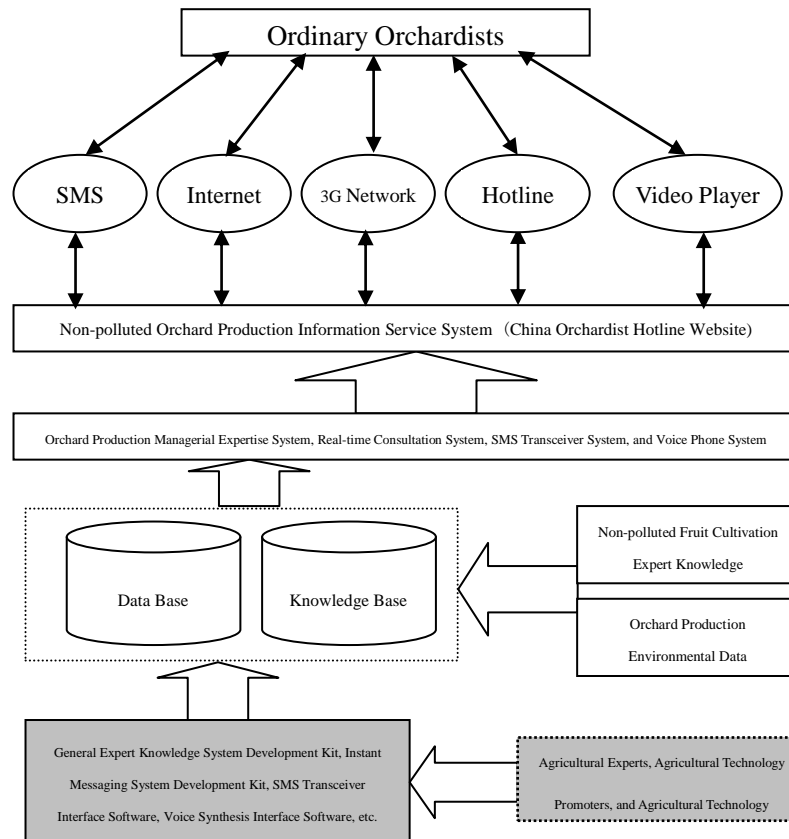 Ordinary Orchardists
SMS
Internet
3G Network
Hotline
Video Player
Non-polluted Orchard Production Information Service System（China Orchardist Hotline Website)
Orchard Production Managerial Expertise System, Real-time Consultation System, SMS Transceiver System, and Voice Phone System
Data Base
Knowledge Base
Non-polluted Fruit Cultivation
Expert Knowledge
Orchard Production
Environmental Data
General Expert Knowledge System Development Kit, Instant
Messaging System Development Kit, SMS Transceiver
Interface Software, Voice Synthesis Interface Software, etc.
Agricultural Experts, Agricultural Technology
Promoters, and Agricultural Technology